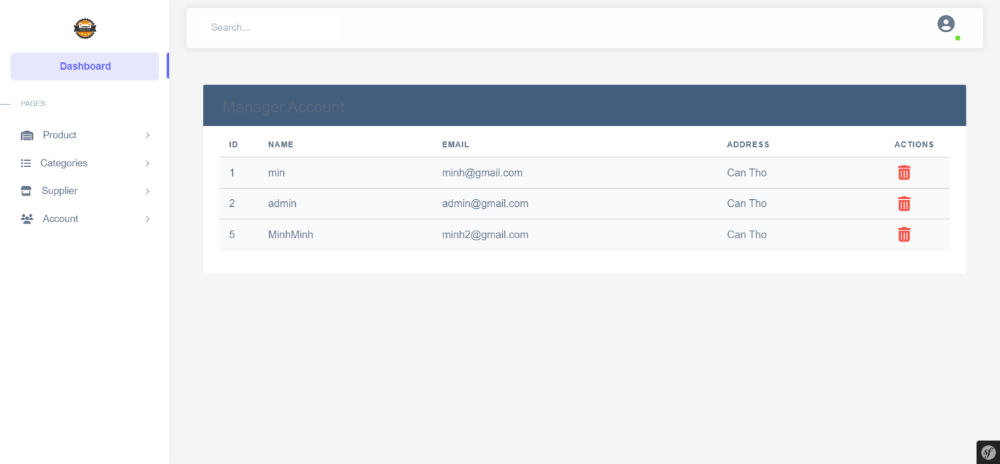 Search...
Dashboard
PAGES
Product
Categories
Supplier
Account
Manager Account
ID NAME EMAIL ADDRESS ACTIONS
1 min minh@gmail.com Can Tho
2 admin admin@gmail.com Can Tho
5 MinhMinh minh2@gmail.com Can Tho
sf